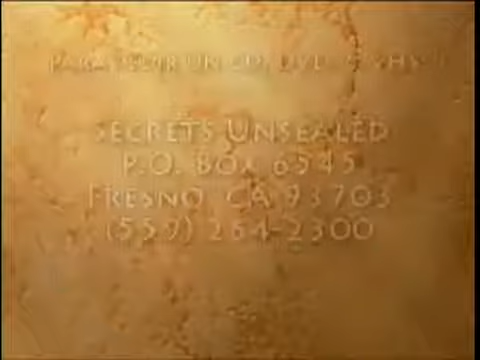 SECRETS UNSEALED
P.O. BOX 6545
FRESNO, CA 93703
(559) 264-2300